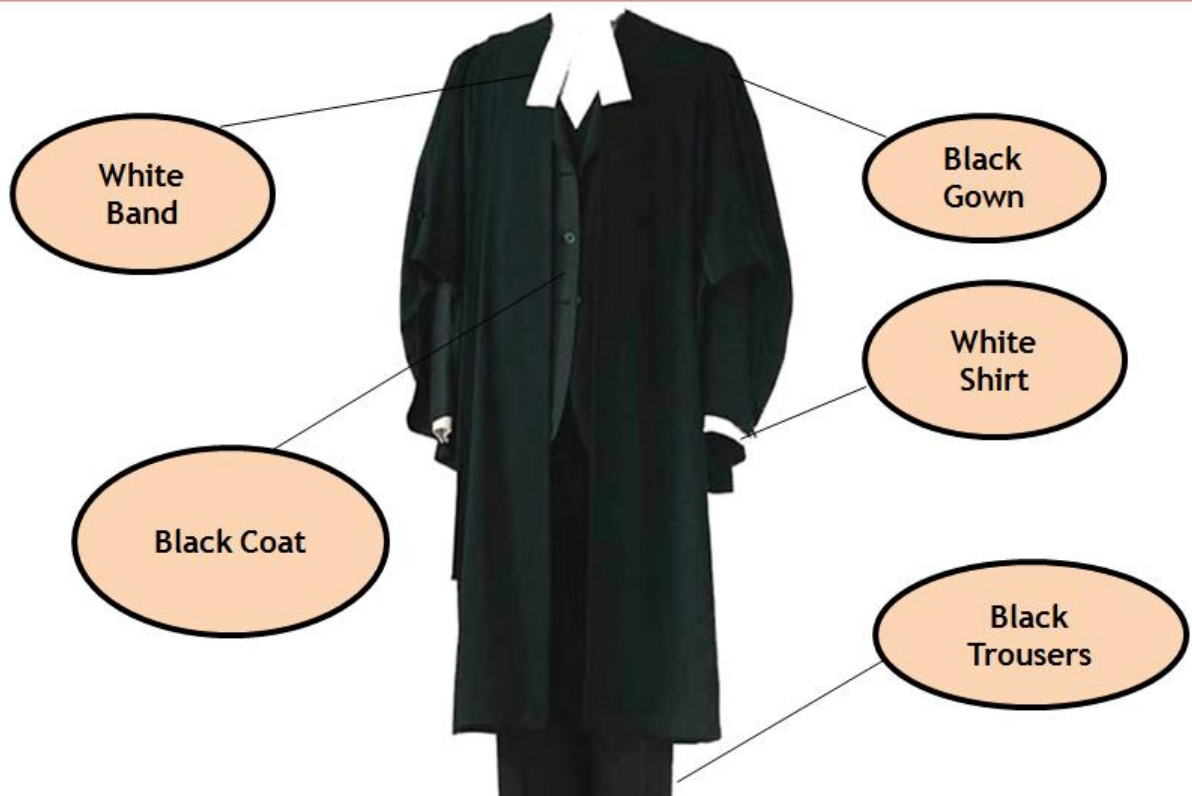 White
Band
Black
Gown
White
Shirt
Black Coat
Black
Trousers